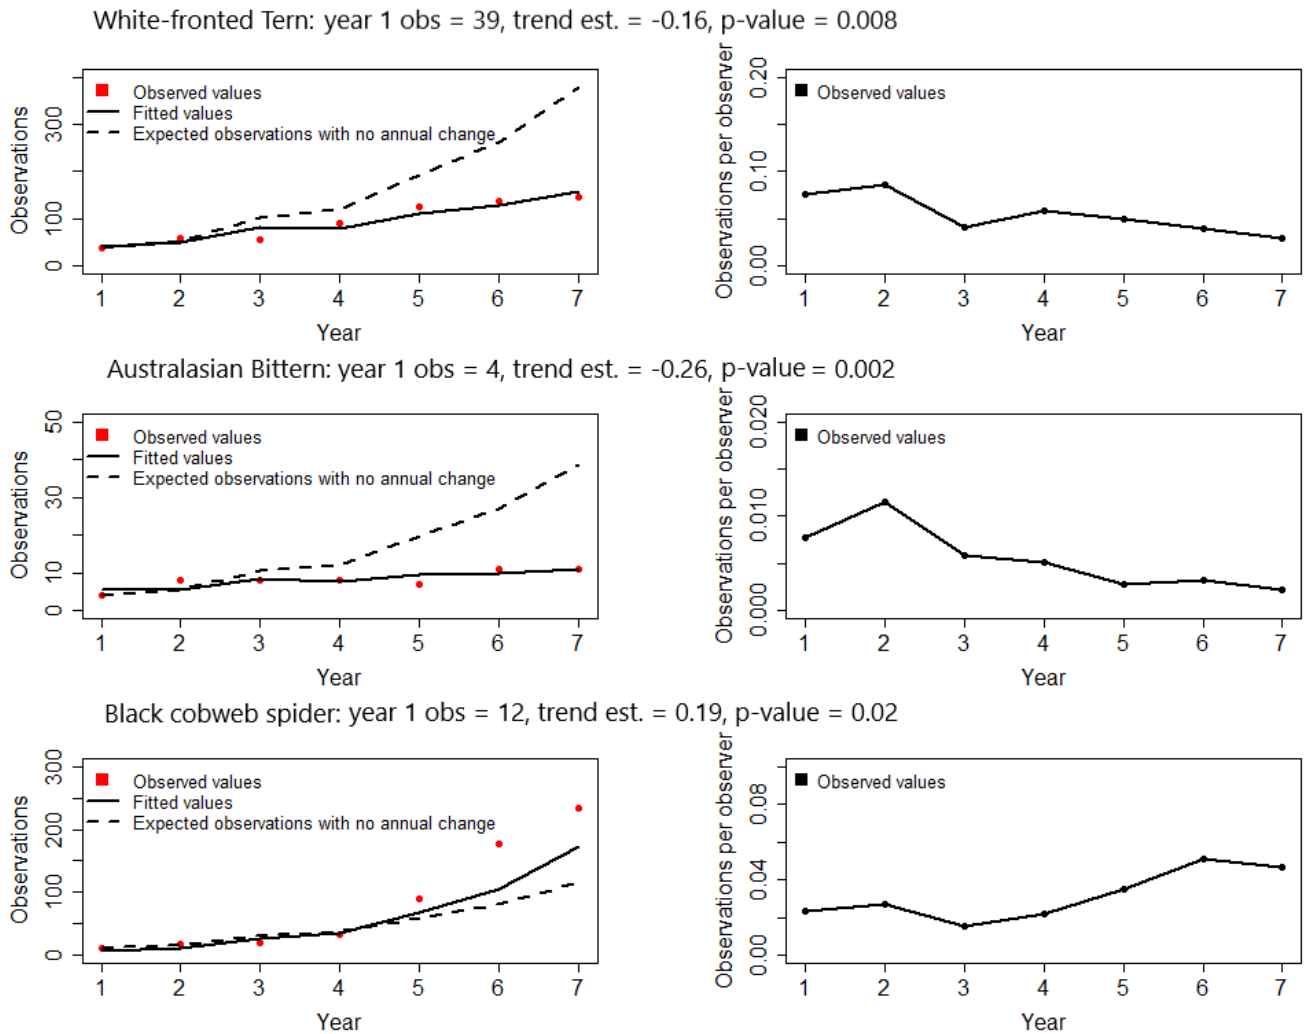 White-fronted Tern: year 1 obs = 39, trend est. = -0.16, p-value = 0.008
Observations
300
100
0
Observed values
Fitted values
Expected observations with no annual change
1 2 3 4 5 6 7
Year
Observations per observer
0.20
0.10
0.00
Observed values
1 2 3 4 5 6 7
Year
Australasian Bittern: year 1 obs = 4, trend est. = -0.26, p-value = 0.002
Observations
50
30
10
0
Observed values
Fitted values
Expected observations with no annual change
1 2 3 4 5 6 7
Year
Observations per observer
0.020
0.010
0.000
Observed values
1 2 3 4 5 6 7
Year
Black cobweb spider: year 1 obs = 12, trend est. = 0.19, p-value = 0.02
Observations
300
200
100
0
Observed values
Fitted values
Expected observations with no annual change
1 2 3 4 5 6 7
Year
Observations per observer
0.08
0.04
0.00
Observed values
1 2 3 4 5 6 7
Year